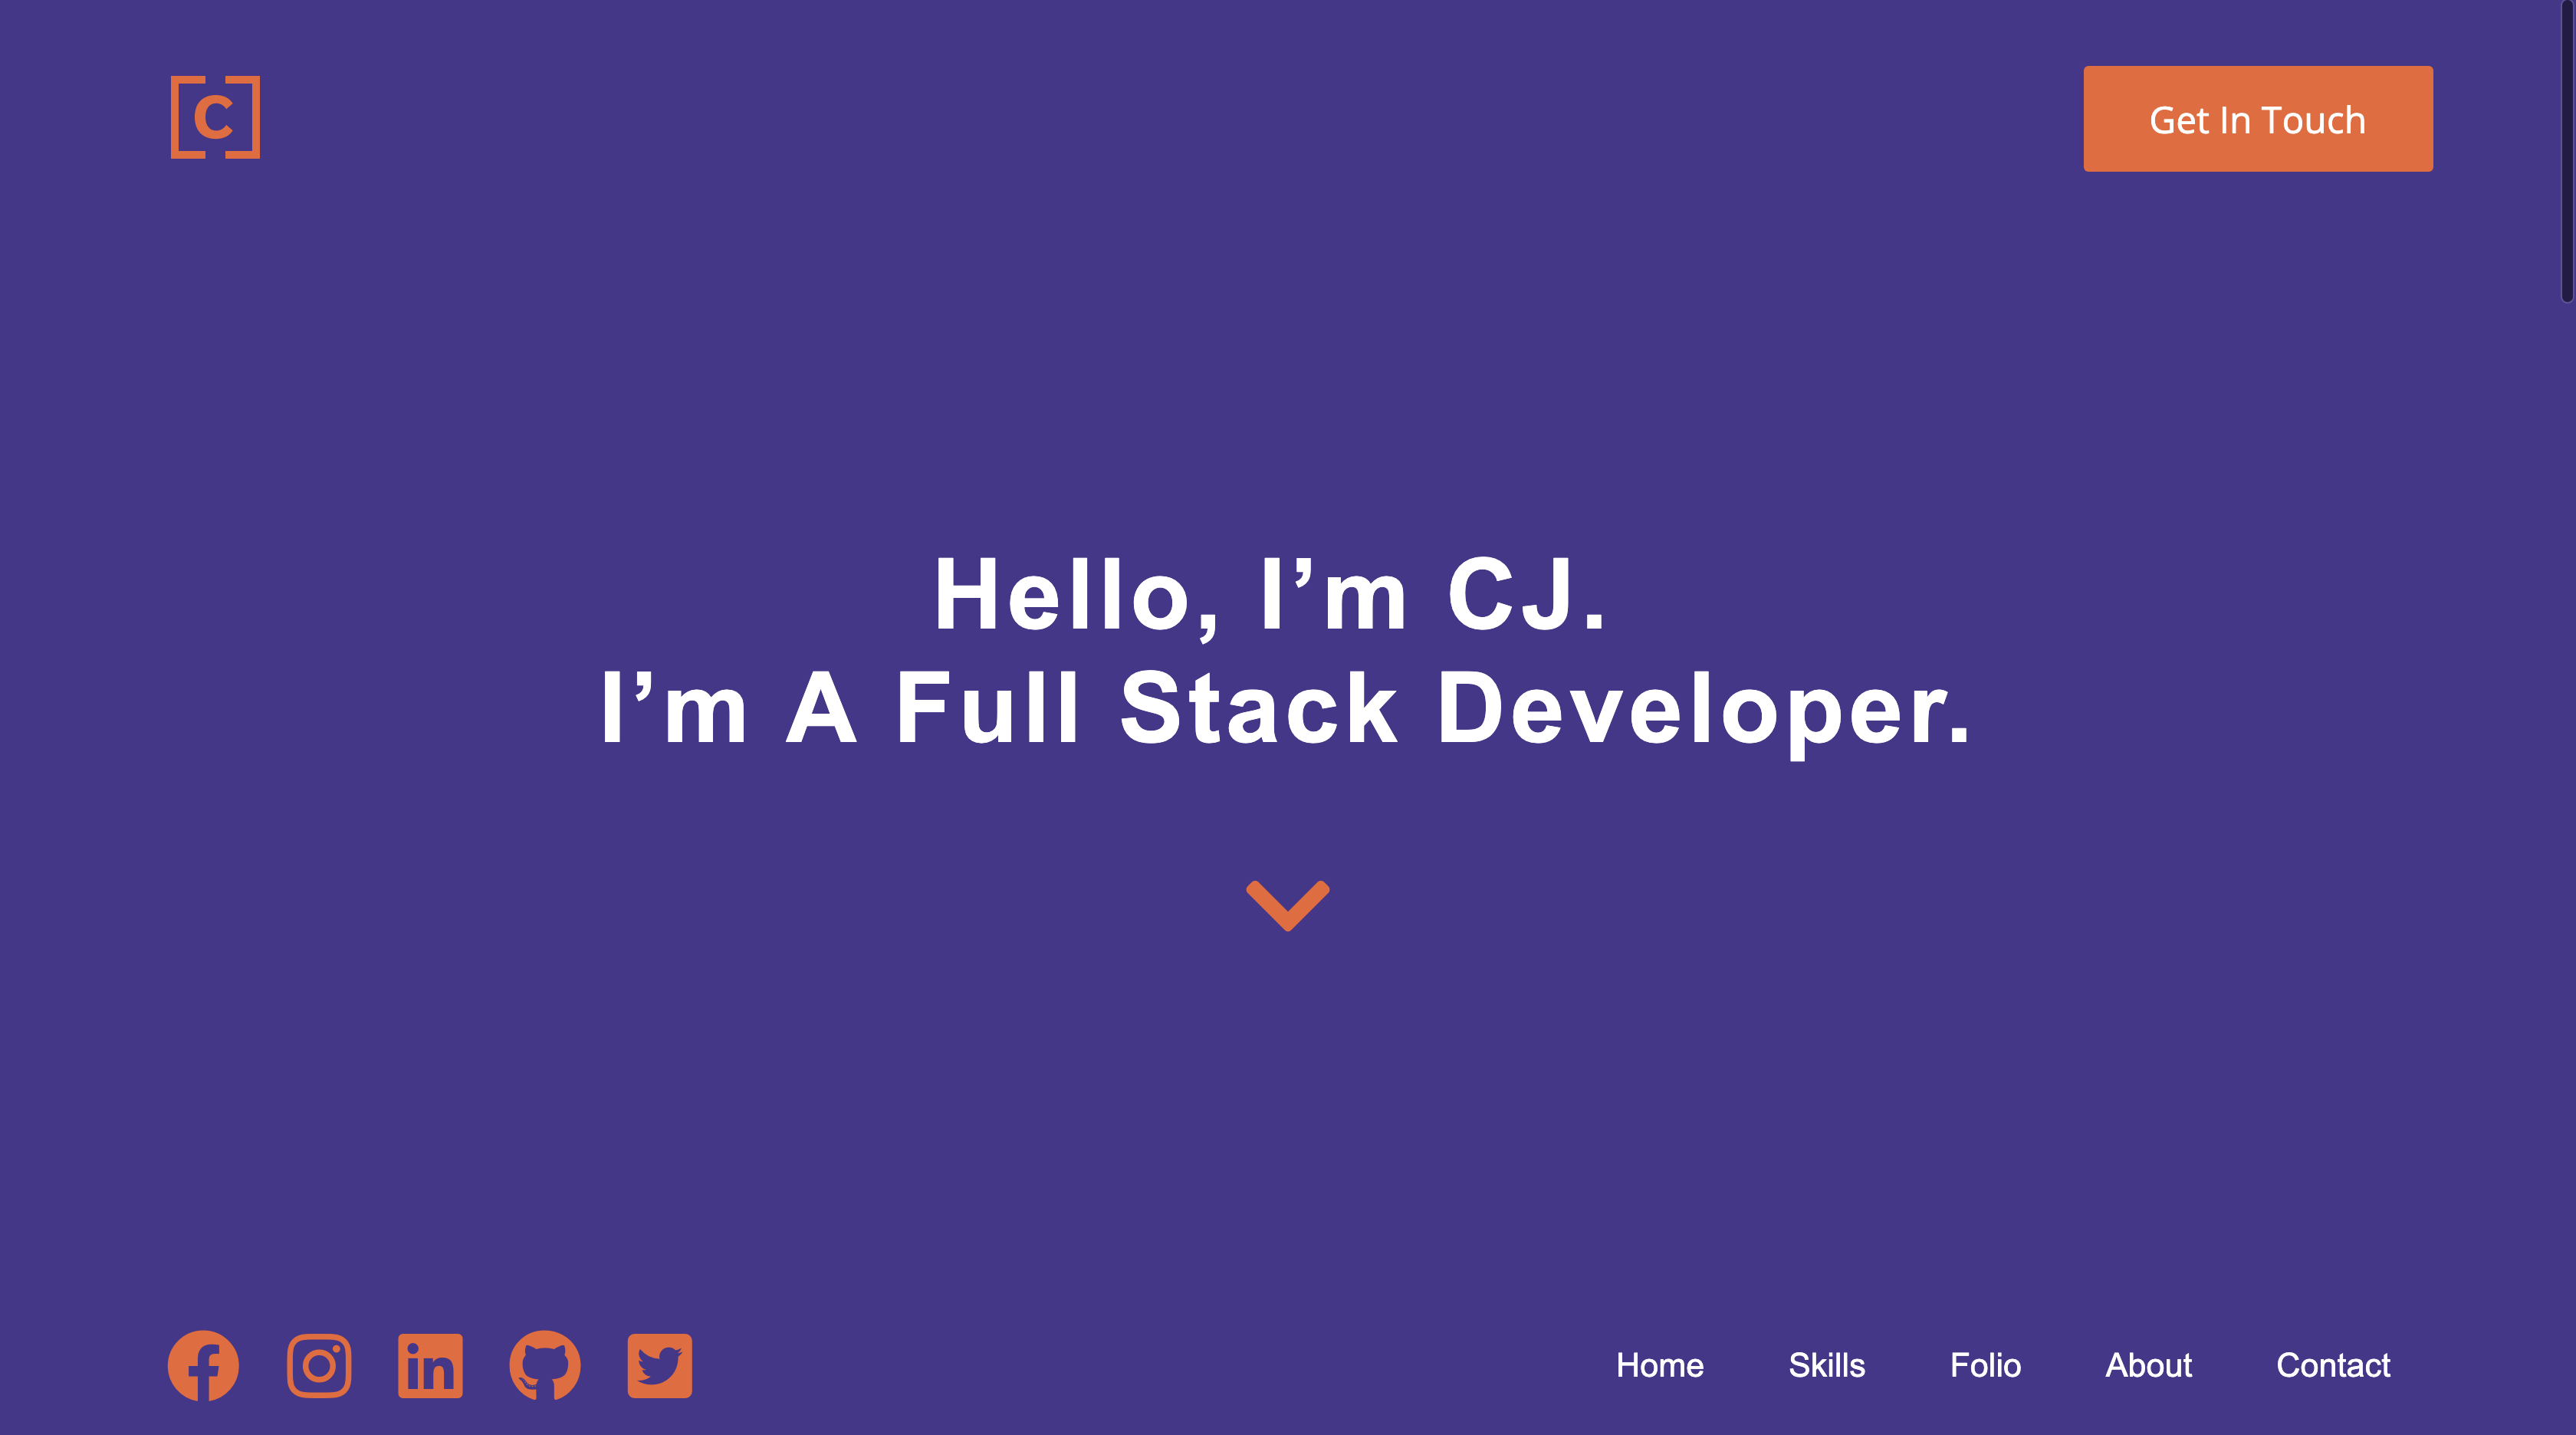 [C]
Get In Touch
Hello, I’m CJ.
I’m A Full Stack Developer.
Home Skills Folio About Contact